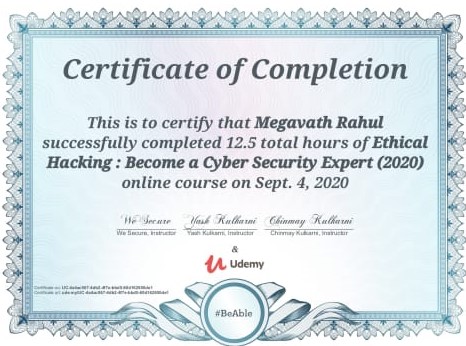 Certificate of Completion
This is to certify that Megavath Rahul
successfully completed 12.5 total hours of Ethical
Hacking : Become a Cyber Security Expert (2020)
online course on Sept. 4, 2020
We Secure Yash Kulkarni Chinmay Kulkarni
We Secure, Instructor Yash Kulkarni, Instructor Chinmay Kulkarni, Instructor
&
Udemy
Certificate no:
Certificate url:
#BeAble